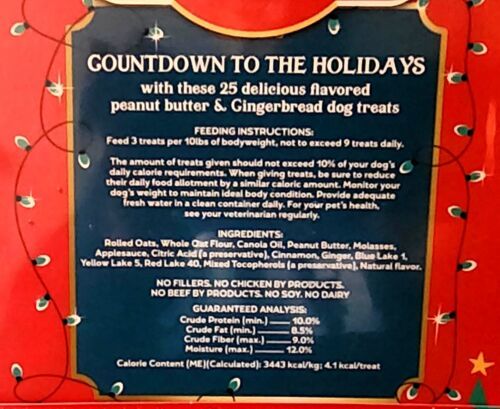 COUNTDOWN TO THE HOLIDAYS
with these 25 delicious flavored
peanut butter & Gingerbread dog treats
FEEDING INSTRUCTIONS:
Feed 3 treats per 10lbs of bodyweight, not to exceed 9 treats daily.
The amount of treats given should not exceed 10% of your dog's
daily calorie requirements. When giving treats, be sure to reduce
their daily food allotment by a similar caloric amount. Monitor your
dog's weight to maintain ideal body condition. Provide adequate
fresh water in a clean container daily. For your pet's health,
see your veterinarian regularly.
INGREDIENTS:
Rolled Oats, Whole Oat Flour, Canola Oil, Peanut Butter, Molasses,
Applesauce, Citric Acid (a preservative), Cinnamon, Ginger, Blue Lake 1,
Yellow Lake 5, Red Lake 40, Mixed Tocopherols (a preservative), Natural flavor.
NO FILLERS. NO CHICKEN BY PRODUCTS.
NO BEEF BY PRODUCTS. NO SOY. NO DAIRY
GUARANTEED ANALYSIS:
Crude Protein (min.) ____ 10.0%
Crude Fat (min.) ____ 8.5%
Crude Fiber (max.) ____ 9.0%
Moisture (max.) ____ 12.0%
Calorie Content (ME)(Calculated): 3443 kcal/kg; 4.1 kcal/treat